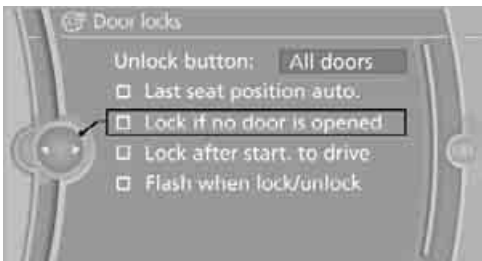 Door locks
Unlock button: All doors
Last seat position auto.
Lock if no door is opened
Lock after start. to drive
Flash when lock/unlock